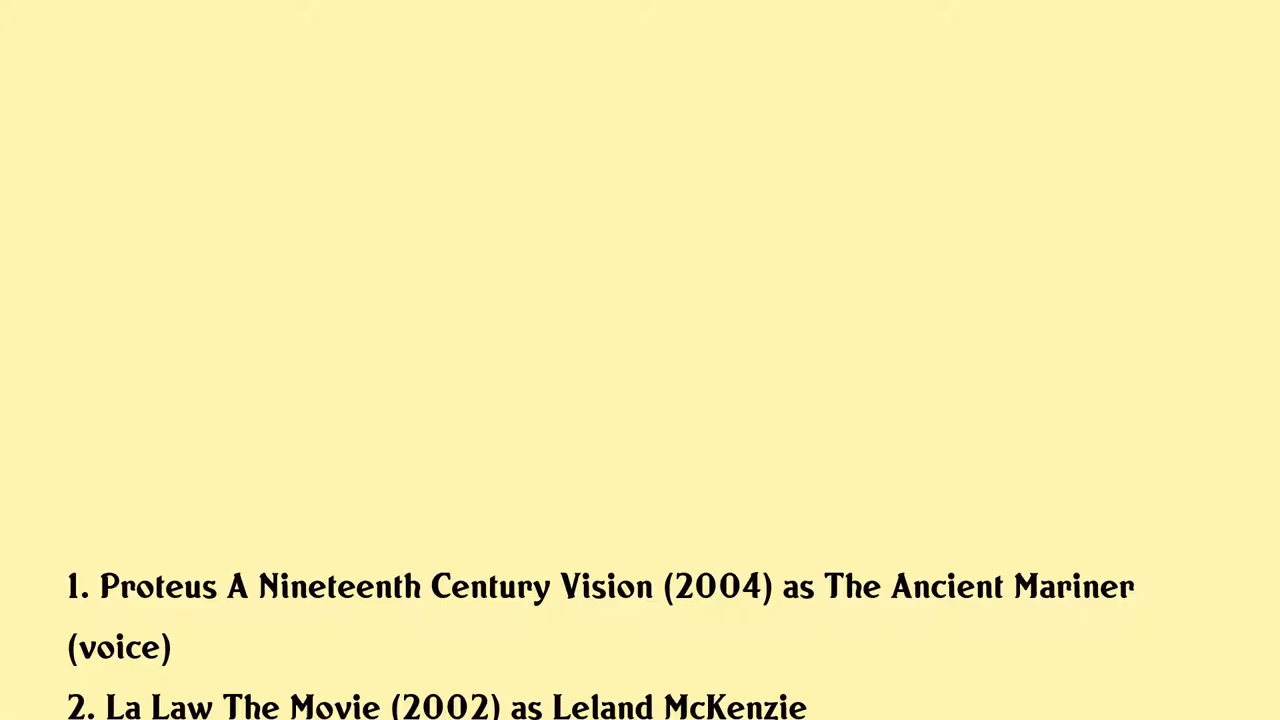 1. Proteus A Nineteenth Century Vision (2004) as The Ancient Mariner
(voice)
2. La Law The Movie (2002) as Leland McKenzie